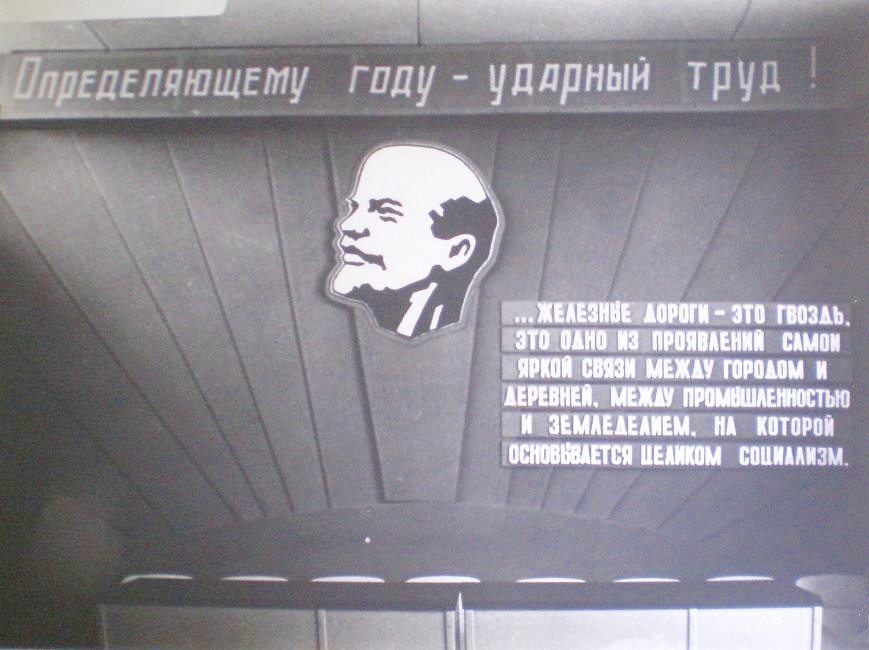 Определяющему году - ударный труд!
...ЖЕЛЕЗНЫЕ ДОРОГИ - ЭТО ГВОЗДЬ,
ЭТО ОДНО ИЗ ПРОЯВЛЕНИЙ САМОЙ
ЯРКОЙ СВЯЗИ МЕЖДУ ГОРОДОМ И
ДЕРЕВНЕЙ, МЕЖДУ ПРОМЫШЛЕННОСТЬЮ
И ЗЕМЛЕДЕЛИЕМ, НА КОТОРОЙ
ОСНОВЫВАЕТСЯ ЦЕЛИКОМ СОЦИАЛИЗМ.